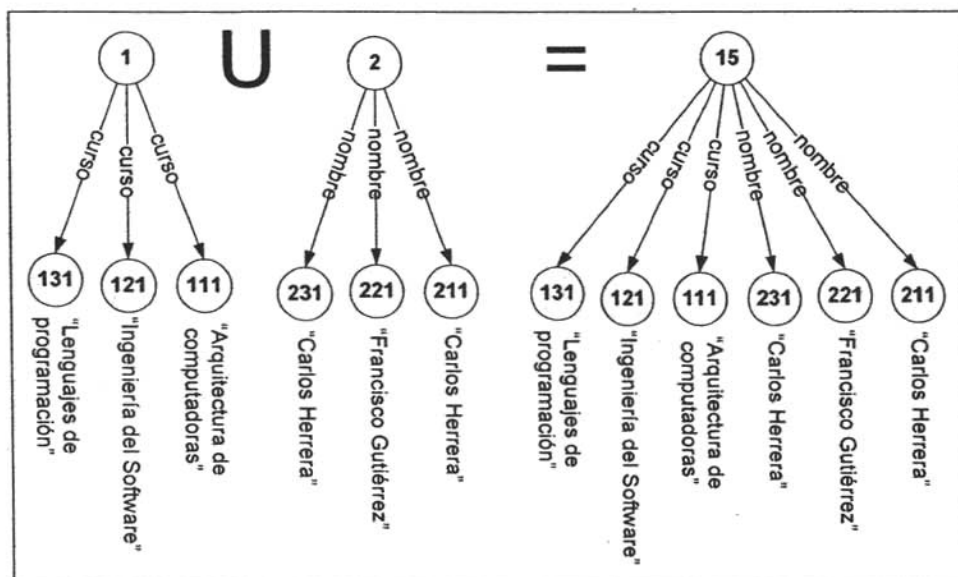 1
U
2
=
15
curso
curso
curso
nombre
nombre
nombre
curso
curso
curso
nombre
nombre
nombre
131
121
111
231
221
211
131
121
111
231
221
211
"Lenguajes de
programación"
"Ingeniería del Software"
"Arquitectura de
computadoras"
"Carlos Herrera"
"Francisco Gutiérrez"
"Carlos Herrera"
"Lenguajes de
programación"
"Ingeniería del Software"
"Arquitectura de
computadoras"
"Carlos Herrera"
"Francisco Gutiérrez"
"Carlos Herrera"